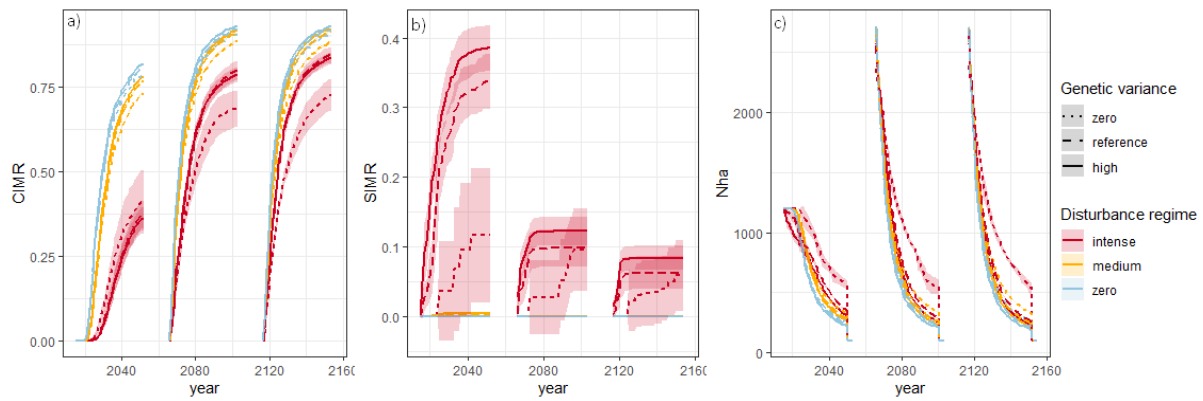 a)
CIMR
0.75
0.50
0.25
0.00
2040
2080
2120
2160
year
b)
SIMR
0.4
0.3
0.2
0.1
0.0
2040
2080
2120
2160
year
c)
Nha
2000
1000
0
2040
2080
2120
2160
year
Genetic variance
zero
reference
high
Disturbance regime
intense
medium
zero